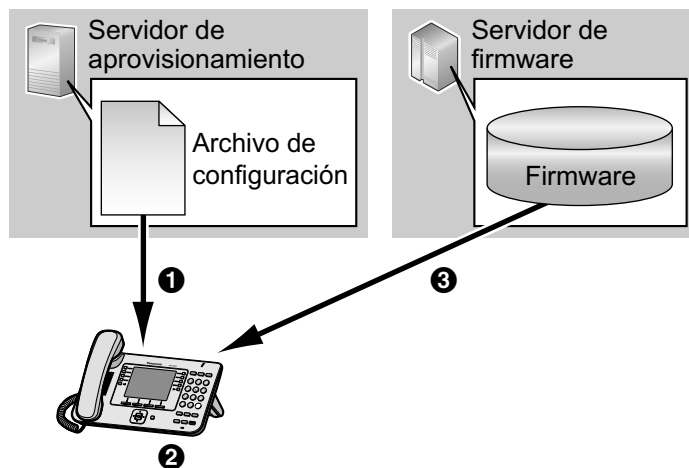 Servidor de
aprovisionamiento
Archivo de
configuración
Servidor de
firmware
Firmware
❶
❸
❷